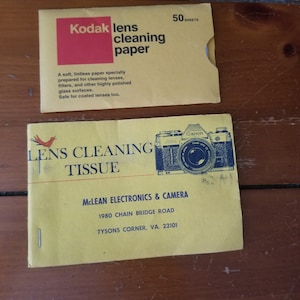 Kodak lens
cleaning
paper
50 SHEETS
A soft, lintless paper specially
prepared for cleaning lenses,
filters, and other highly polished
glass surfaces.
Safe for coated lenses too.
LENS CLEANING
TISSUE
McLEAN ELECTRONICS & CAMERA
1980 CHAIN BRIDGE ROAD
TYSONS CORNER, VA. 22101